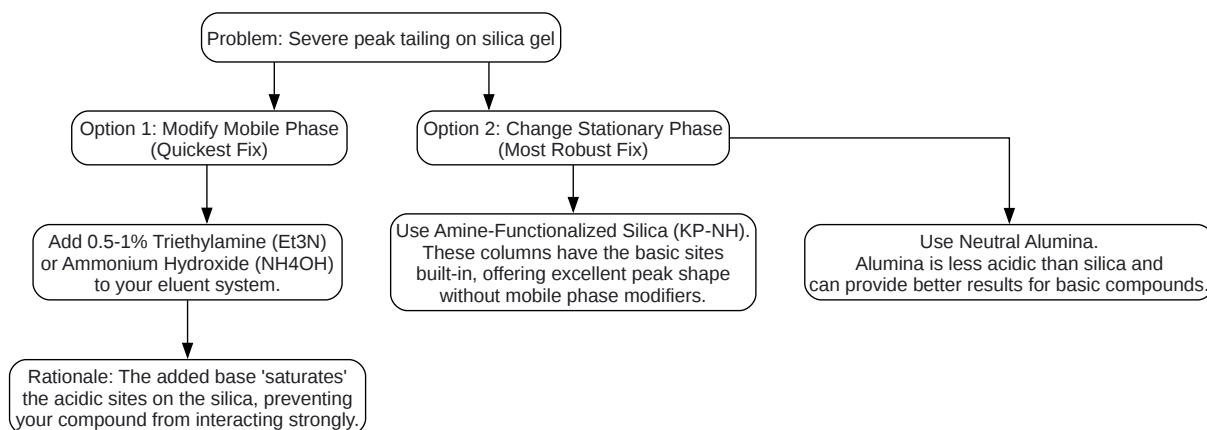 Problem: Severe peak tailing on silica gel
Option 1: Modify Mobile Phase
(Quickest Fix)
Option 2: Change Stationary Phase
(Most Robust Fix)
Add 0.5-1% Triethylamine (Et3N)
or Ammonium Hydroxide (NH4OH)
to your eluent system.
Use Amine-Functionalized Silica (KP-NH).
These columns have the basic sites
built-in, offering excellent peak shape
without mobile phase modifiers.
Use Neutral Alumina.
Alumina is less acidic than silica and
can provide better results for basic compounds.
Rationale: The added base 'saturates'
the acidic sites on the silica, preventing
your compound from interacting strongly.